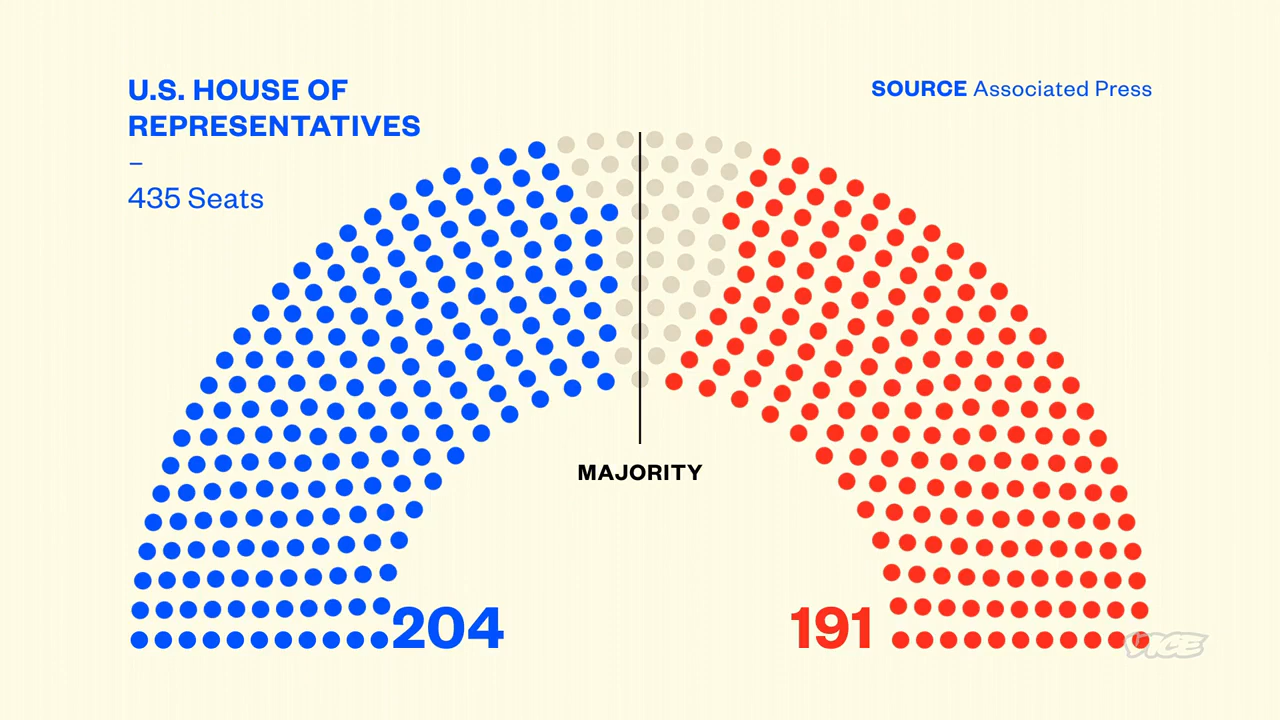 U.S. HOUSE OF
REPRESENTATIVES
–
435 Seats
SOURCE Associated Press
MAJORITY
204
191
VICE